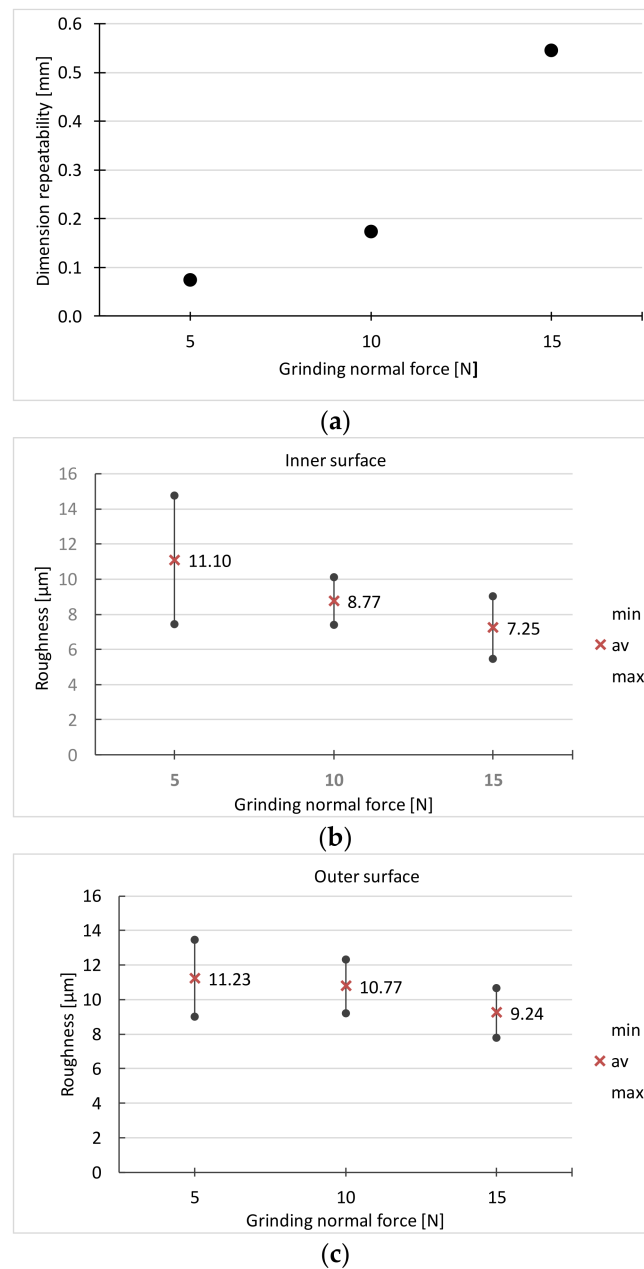 0.6
0.5
0.4
0.3
0.2
0.1
0.0
Dimension repeatability [mm]
5 10 15
Grinding normal force [N]
(a)
Inner surface
16
14
12
10
8
6
4
2
0
Roughness [µm]
11.10
8.77
7.25
min
av
max
5 10 15
Grinding normal force [N]
(b)
Outer surface
16
14
12
10
8
6
4
2
0
Roughness [µm]
11.23
10.77
9.24
min
av
max
5 10 15
Grinding normal force [N]
(c)